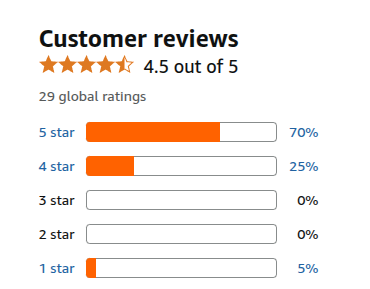 Customer reviews
4.5 out of 5
29 global ratings
5 star 70%
4 star 25%
3 star 0%
2 star 0%
1 star 5%